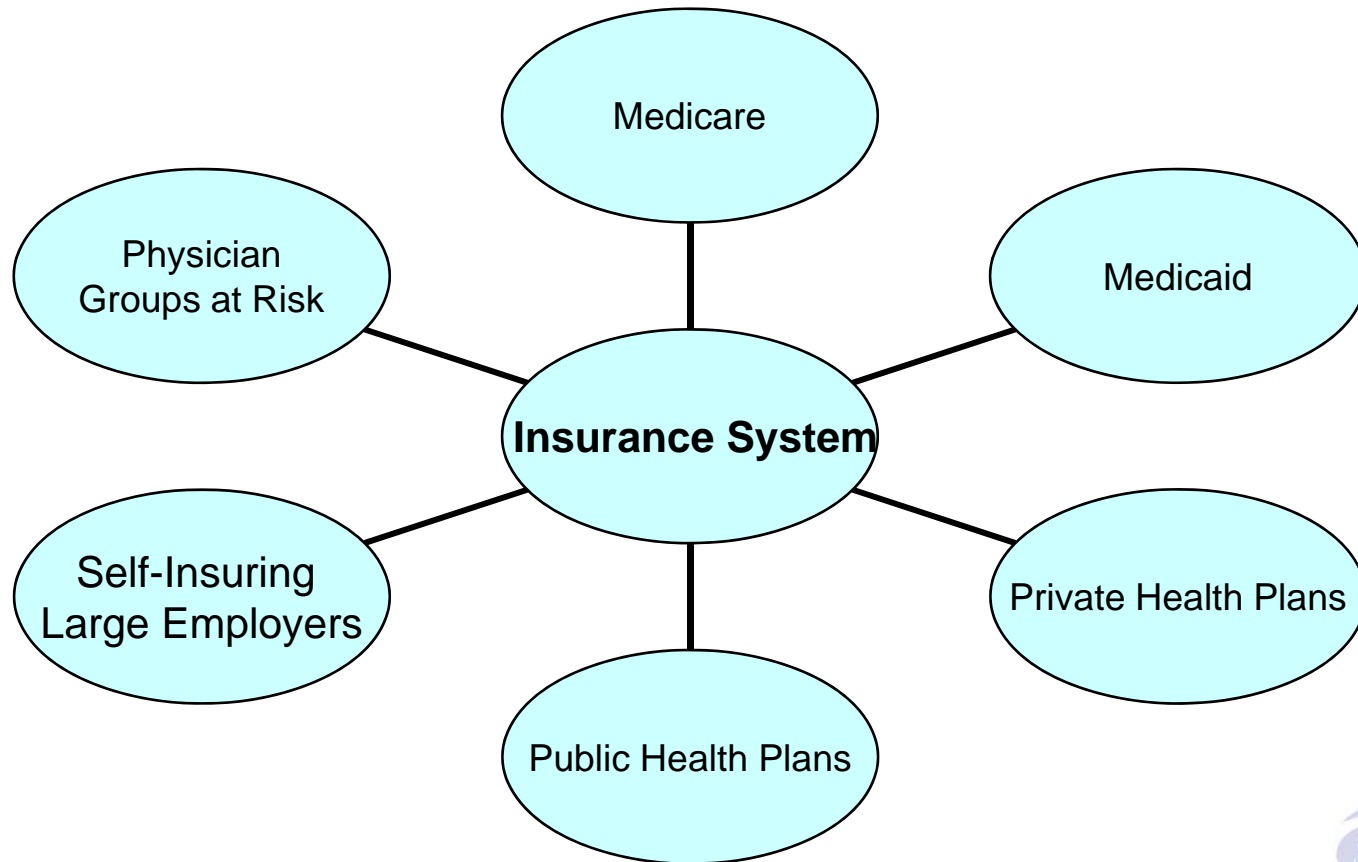 Medicare
Physician
Groups at Risk
Medicaid
Insurance System
Self-Insuring
Large Employers
Private Health Plans
Public Health Plans